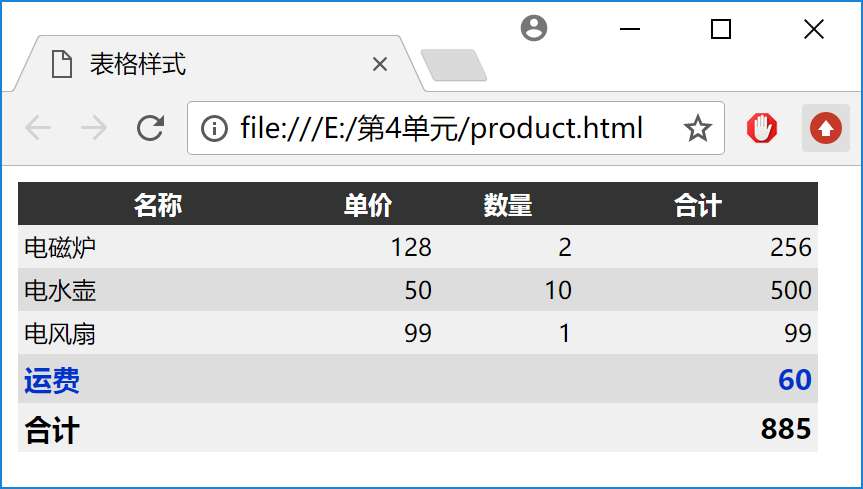 表格样式
file:///E:/第4单元/product.html
名称 单价 数量 合计
电磁炉 128 2 256
电水壶 50 10 500
电风扇 99 1 99
运费 60
合计 885